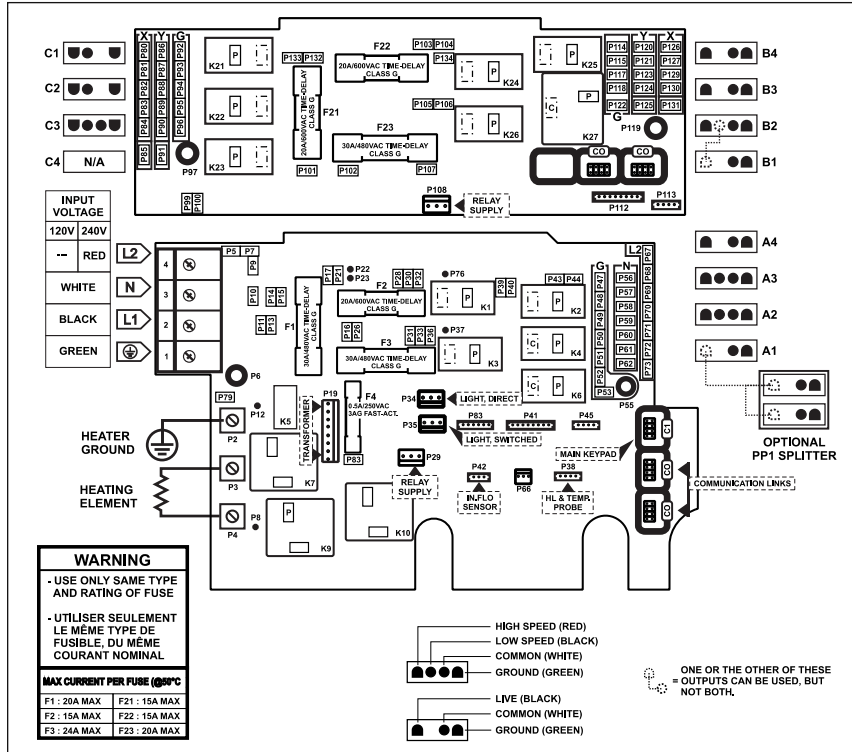 C1
C2
C3
C4 N/A
X Y G
P80 P86 P92
P81 P87 P93
P82 P88 P94
P83 P89 P95
P84 P90 P96
P85 P91
P97
P99
P100
K21
K22
K23
P133 P132
F21
20A/600VAC TIME-DELAY
CLASS G
P101
F22
20A/600VAC TIME-DELAY
CLASS G
P103 P104
P134
P105 P106
F23
30A/480VAC TIME-DELAY
CLASS G
P102
P107
K24
K25
K26
K27
P
C
Y X
P114 P120 P126
P115 P121 P127
P117 P123 P129
P118 P124 P130
P122 P125 P131
G
P119
CO
CO
P112
P113
P108
RELAY
SUPPLY
B4
B3
B2
B1
INPUT
VOLTAGE
120V 240V
--- RED
WHITE
BLACK
GREEN
L2
N
L1
4
3
2
1
P5 P7
P9
P10
P11
P13
P14
P15
F1
30A/480VAC TIME-DELAY
CLASS G
P17
P21
P22
P23
F2
20A/600VAC TIME-DELAY
CLASS G
P28
P30
P32
P16
P26
F3
30A/480VAC TIME-DELAY
CLASS G
P31
P33
P36
P76
P37
K1
K3
P39
P40
P43 P44
K2
K4
K6
G N
L2
P47
P48
P49
P50
P51
P52
P53
P56
P57
P58
P59
P60
P61
P62
P67
P68
P69
P70
P71
P72
P73
P55
A4
A3
A2
A1
OPTIONAL
PP1 SPLITTER
P6
P79
P12
P2
P3
P8
P4
HEATER
GROUND
HEATING
ELEMENT
K5
K7
K9
K10
TRANSFORMER
P19
F4
0.5A/250VAC
3AG FAST-ACT.
P83
P34
LIGHT, DIRECT
P35
LIGHT, SWITCHED
P29
RELAY
SUPPLY
P83
P41
P45
P42
IN.FLO
SENSOR
P66
P38
HL & TEMP.
PROBE
MAIN KEYPAD
C1
CO
CO
COMMUNICATION LINKS
WARNING
- USE ONLY SAME TYPE
AND RATING OF FUSE
- UTILISER SEULEMENT
LE MÊME TYPE DE
FUSIBLE, DU MÊME
COURANT NOMINAL
MAX CURRENT PER FUSE (@50°C
F1 : 20A MAX F21 : 15A MAX
F2 : 15A MAX F22 : 15A MAX
F3 : 24A MAX F23 : 20A MAX
HIGH SPEED (RED)
LOW SPEED (BLACK)
COMMON (WHITE)
GROUND (GREEN)
LIVE (BLACK)
COMMON (WHITE)
GROUND (GREEN)
ONE OR THE OTHER OF THESE
= OUTPUTS CAN BE USED, BUT
NOT BOTH.